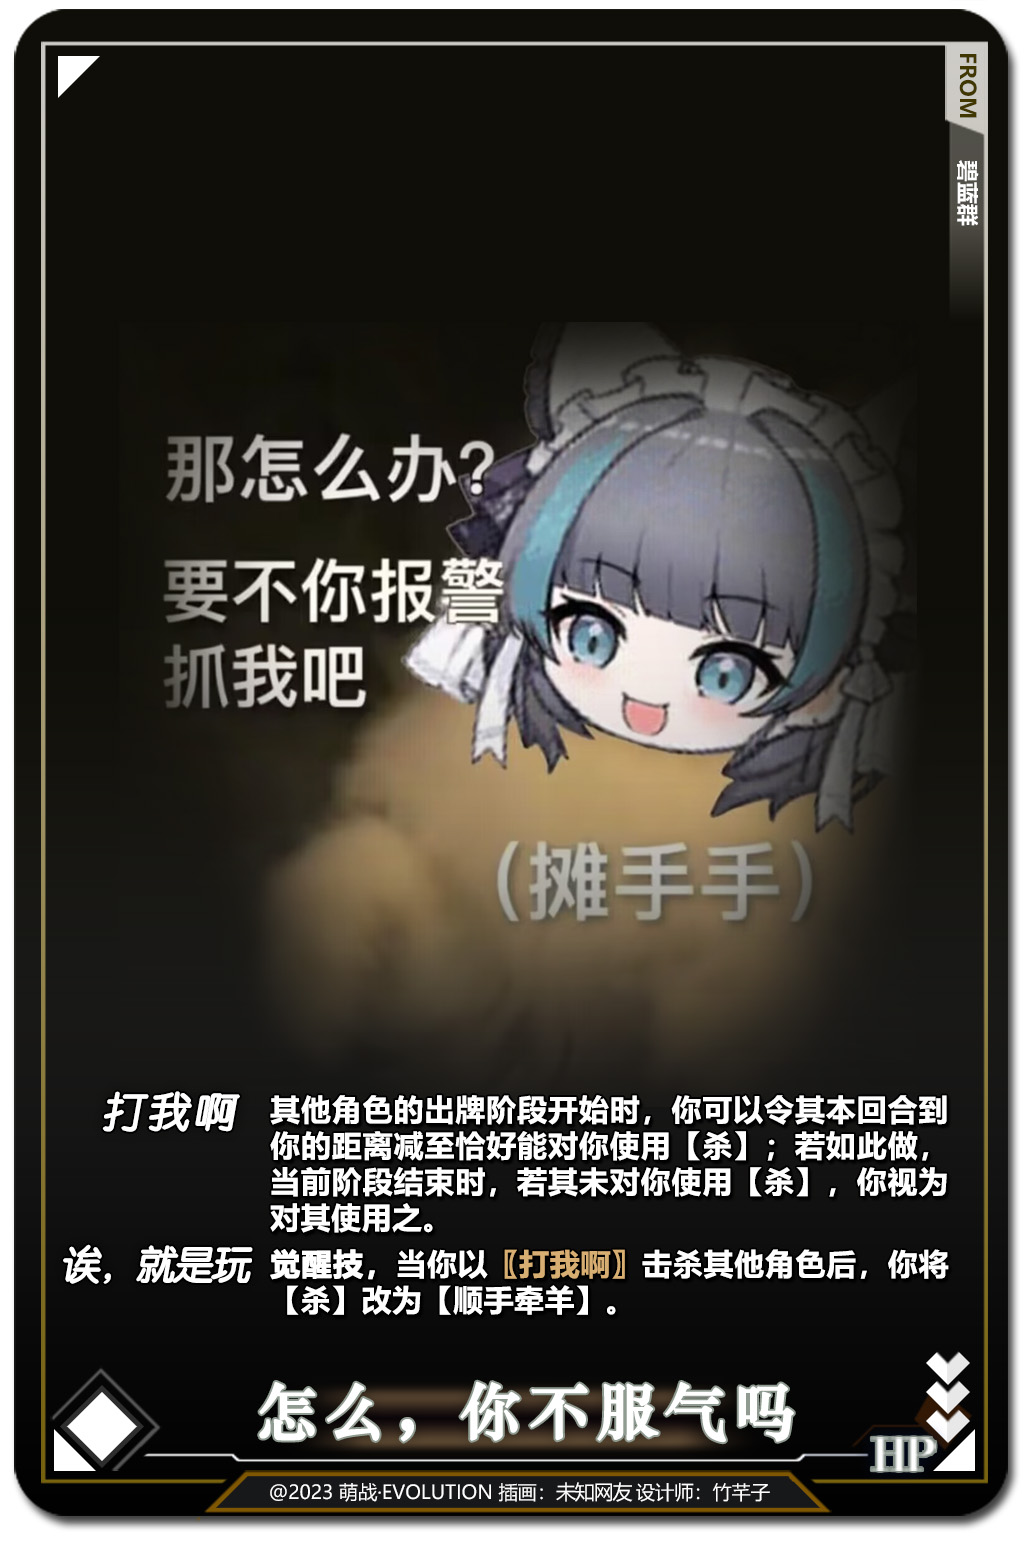 FROM
碧蓝群
那怎么办？
要不你报警
抓我吧
（摊手手）
打我啊
其他角色的出牌阶段开始时，你可以令其本回合到
你的距离减至恰好能对你使用【杀】；若如此做，
当前阶段结束时，若其未对你使用【杀】，你视为
对其使用之。
诶，就是玩
觉醒技，当你以〖打我啊〗击杀其他角色后，你将
【杀】改为【顺手牵羊】。
怎么，你不服气吗
HP
@2023 萌战·EVOLUTION 插画：未知网友 设计师：竹芊子